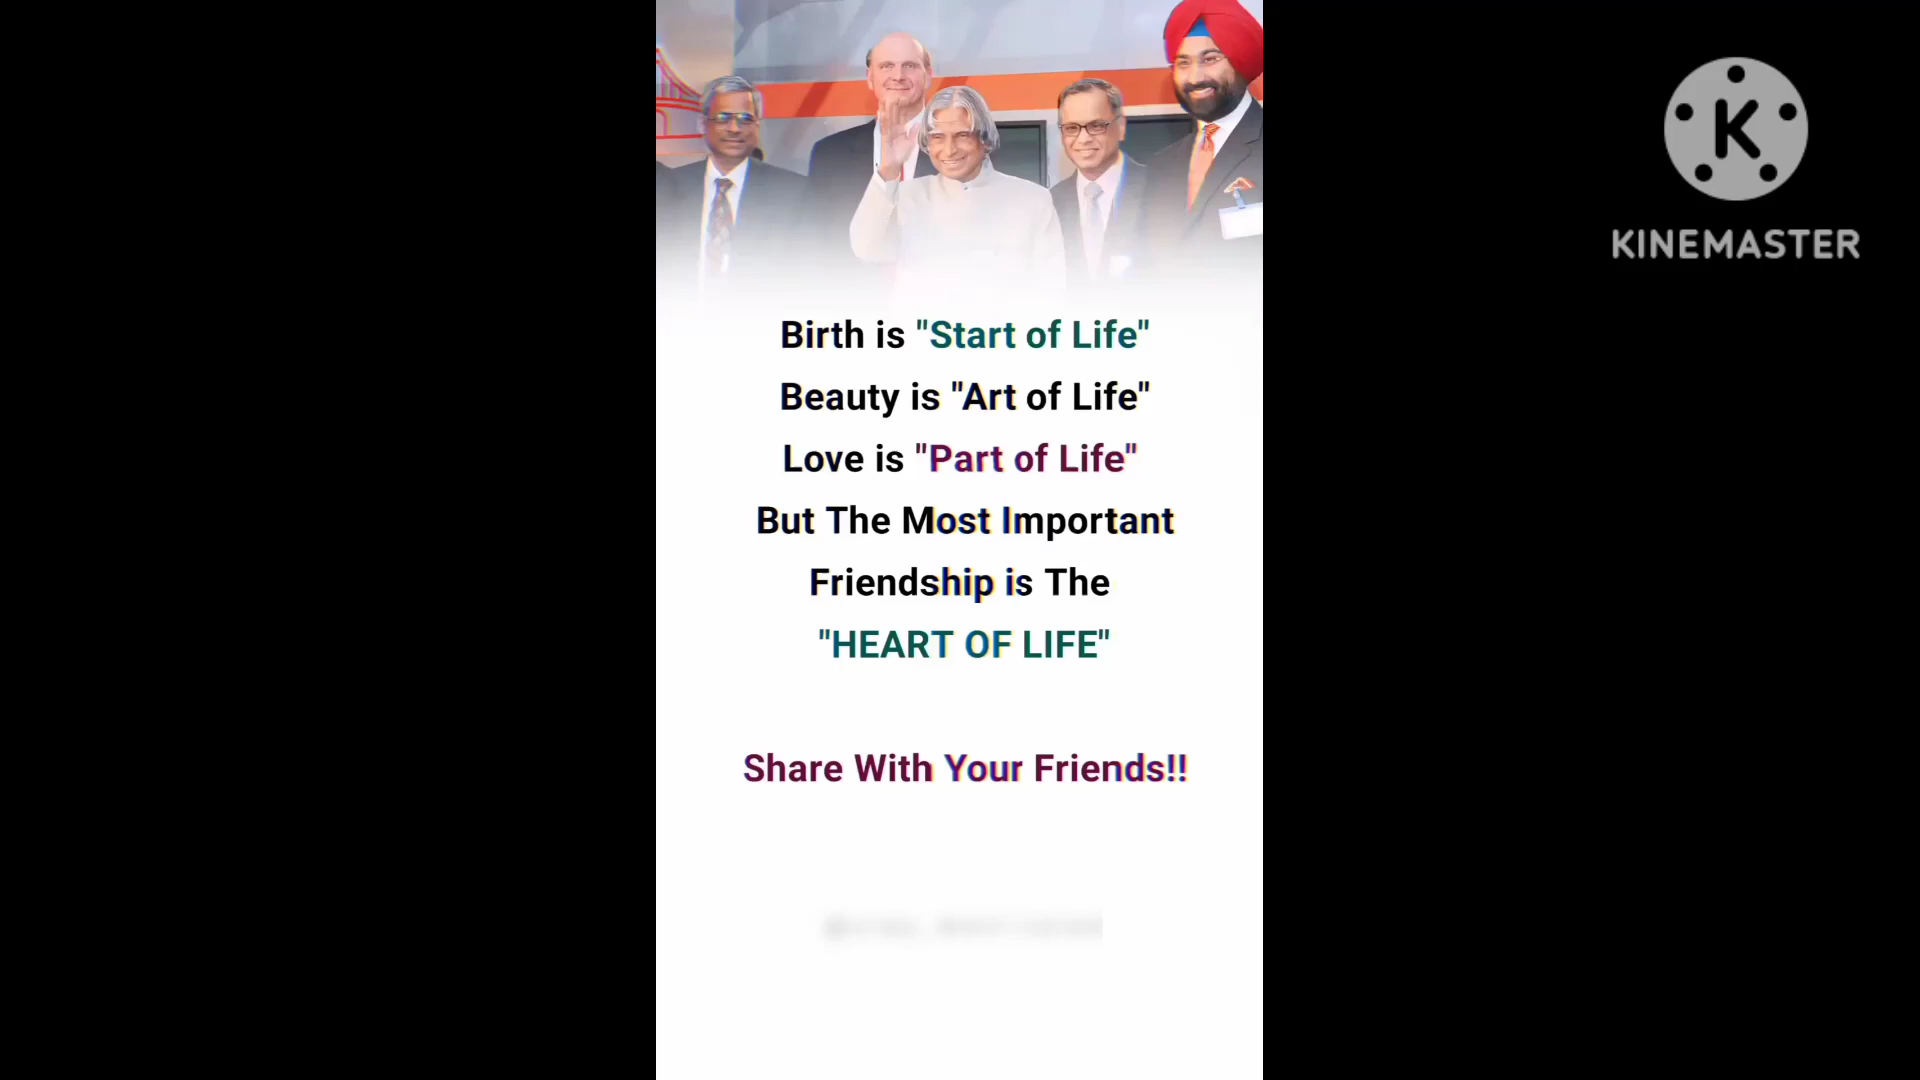 Birth is "Start of Life"
Beauty is "Art of Life"
Love is "Part of Life"
But The Most Important
Friendship is The
"HEART OF LIFE"
Share With Your Friends!!
K
KINEMASTER